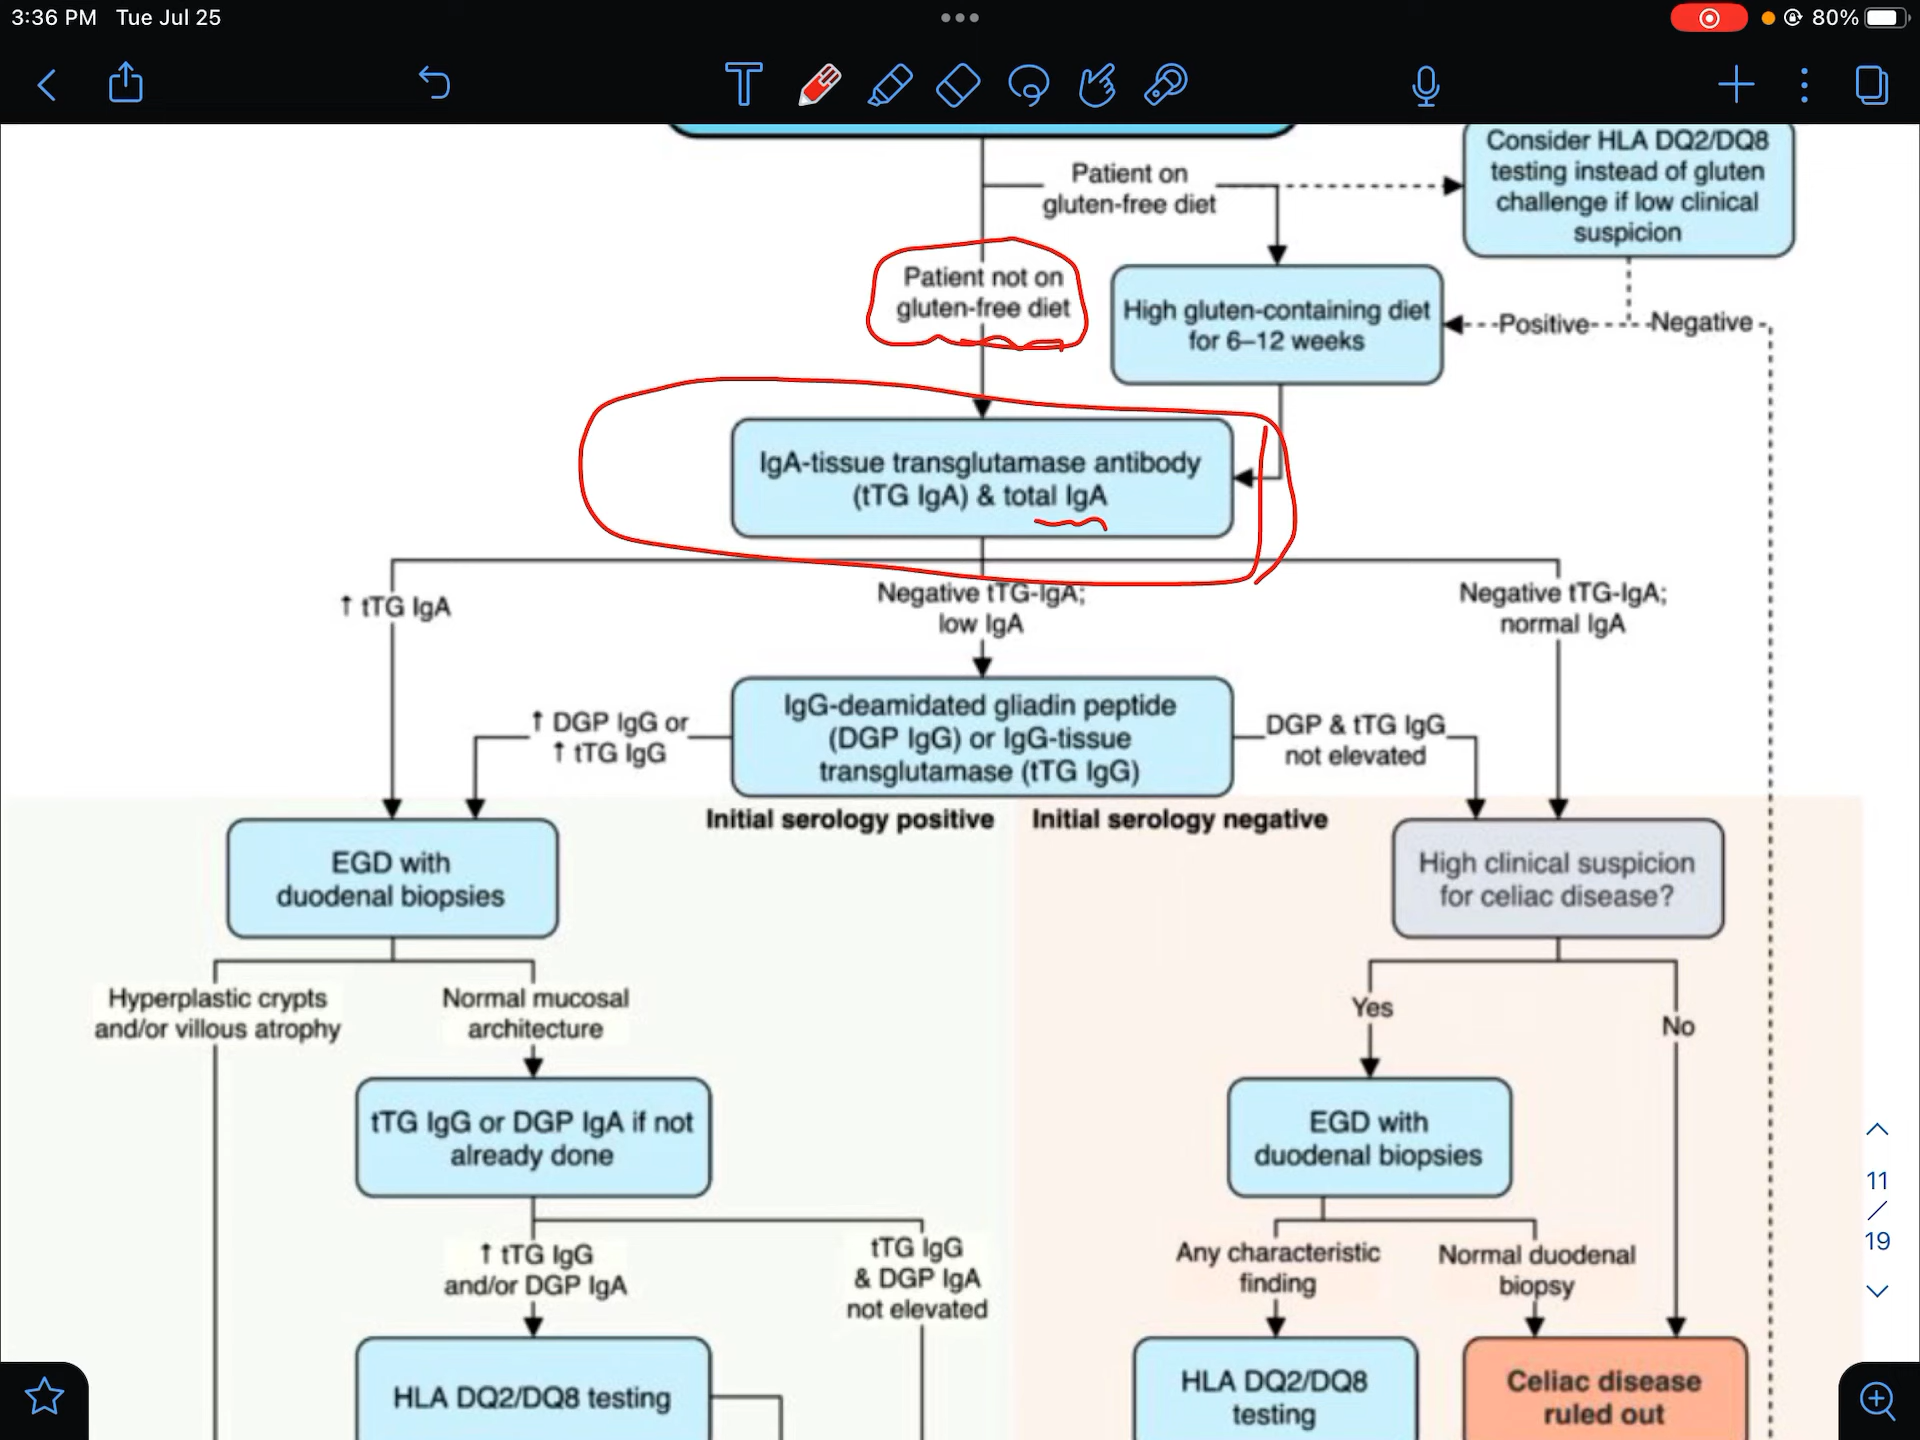 3:36 PM Tue Jul 25
80%
Consider HLA DQ2/DQ8
testing instead of gluten
challenge if low clinical
suspicion
Patient on
gluten-free diet
Patient not on
gluten-free diet
High gluten-containing diet
for 6–12 weeks
Positive
Negative
IgA-tissue transglutamase antibody
(tTG IgA) & total IgA
↑ tTG IgA
Negative tTG-IgA;
low IgA
Negative tTG-IgA;
normal IgA
↑ DGP IgG or
↑ tTG IgG
IgG-deamidated gliadin peptide
(DGP IgG) or IgG-tissue
transglutamase (tTG IgG)
DGP & tTG IgG
not elevated
Initial serology positive
Initial serology negative
EGD with
duodenal biopsies
High clinical suspicion
for celiac disease?
Hyperplastic crypts
and/or villous atrophy
Normal mucosal
architecture
Yes
No
tTG IgG or DGP IgA if not
already done
EGD with
duodenal biopsies
↑ tTG IgG
and/or DGP IgA
tTG IgG
& DGP IgA
not elevated
Any characteristic
finding
Normal duodenal
biopsy
HLA DQ2/DQ8 testing
HLA DQ2/DQ8
testing
Celiac disease
ruled out
11
/
19